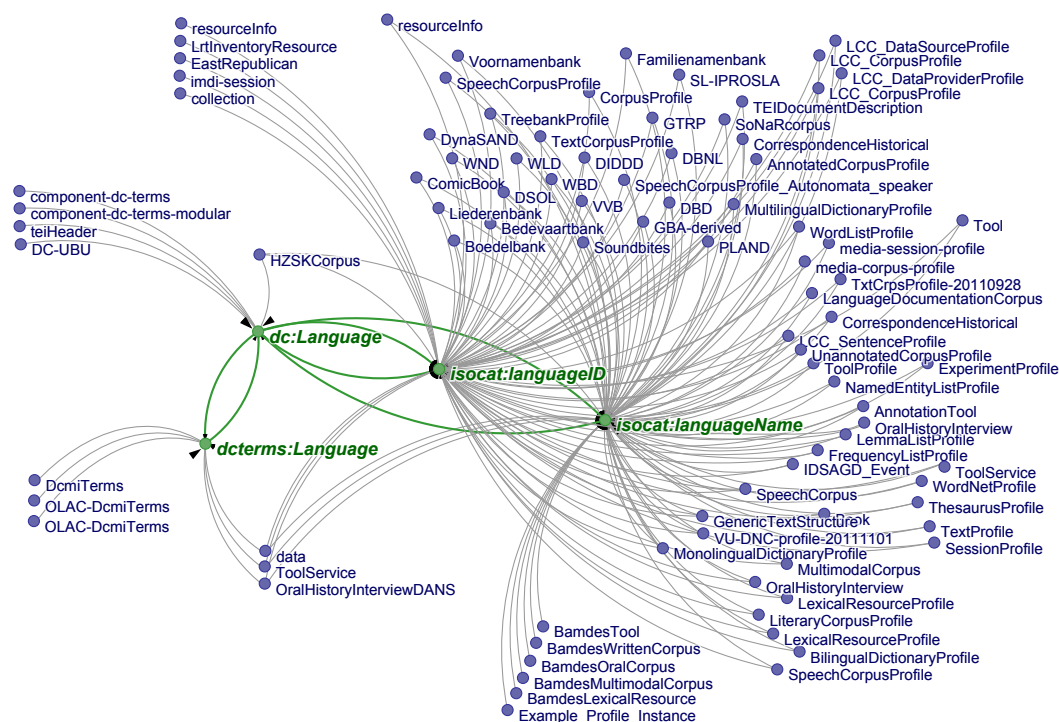 resourceInfo
LrtInventoryResource
EastRepublican
imdi-session
collection
resourceInfo
Voornamenbank
SpeechCorpusProfile
Familienamenbank
SL-IPROSLA
CorpusProfile
LCC_DataSourceProfile
LCC_CorpusProfile
LCC_DataProviderProfile
LCC_CorpusProfile
TEIDocumentDescription
TreebankProfile
GTRP
SoNaRcorpus
DynaSAND
TextCorpusProfile
CorrespondenceHistorical
WND
WLD
DIDDD
DBNL
AnnotatedCorpusProfile
ComicBook
WBD
SpeechCorpusProfile_Autonomata_speaker
DSOL
VVB
DBD
MultilingualDictionaryProfile
Liederenbank
Bedevaartbank
GBA-derived
Boedelbank
Soundbites
PLAND
WordListProfile
Tool
media-session-profile
media-corpus-profile
TxtCrpsProfile-20110928
LanguageDocumentationCorpus
component-dc-terms
component-dc-terms-modular
teiHeader
DC-UBU
HZSKCorpus
CorrespondenceHistorical
dc:Language
LCC_SentenceProfile
UnannotatedCorpusProfile
ToolProfile
ExperimentProfile
isocat:languageID
NamedEntityListProfile
AnnotationTool
isocat:languageName
OralHistoryInterview
LemmaListProfile
dcterms:Language
FrequencyListProfile
IDSAGD_Event
ToolService
WordNetProfile
DcmiTerms
OLAC-DcmiTerms
OLAC-DcmiTerms
SpeechCorpus
ThesaurusProfile
GenericTextStructure
VU-DNC-profile-20111101
TextProfile
SessionProfile
MonolingualDictionaryProfile
data
ToolService
OralHistoryInterviewDANS
MultimodalCorpus
OralHistoryInterview
LexicalResourceProfile
LiteraryCorpusProfile
LexicalResourceProfile
BilingualDictionaryProfile
SpeechCorpusProfile
BamdesTool
BamdesWrittenCorpus
BamdesOralCorpus
BamdesMultimodalCorpus
BamdesLexicalResource
Example_Profile_Instance